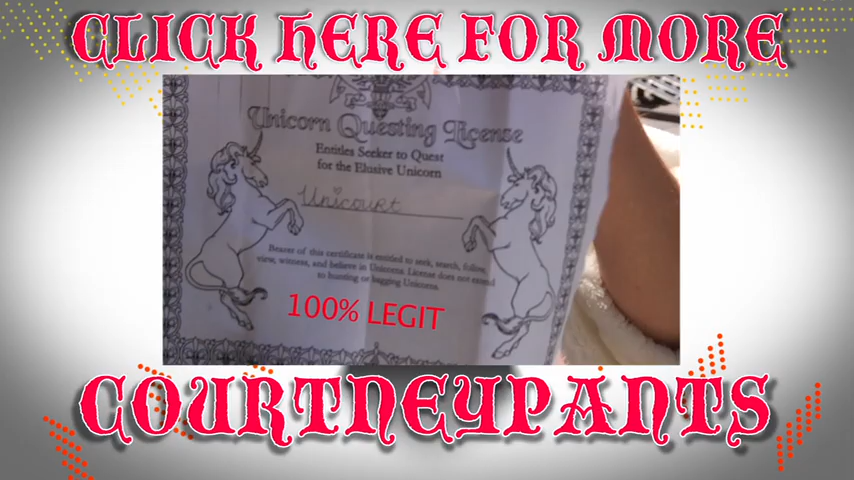 CLICK HERE FOR MORE
Unicorn Questing License
Entitles Seeker to Quest
for the Elusive Unicorn
Unicourt
Bearer of this certificate is entitled to seek, search, follow,
view, witness, and believe in Unicorns. License does not extend
to hunting or bagging Unicorns.
100% LEGIT
COURTNEYPANTS